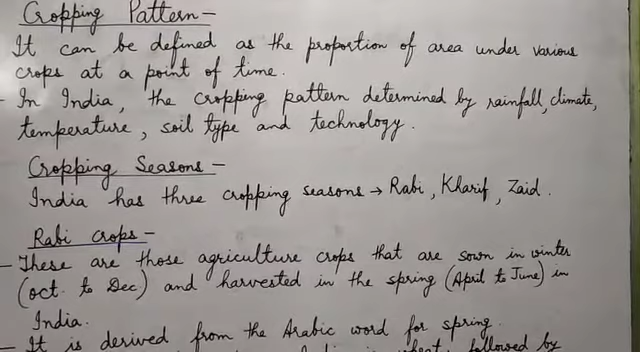 Cropping Pattern -
It can be defined as the proportion of area under various
crops at a point of time.
- In India, the cropping pattern determined by rainfall, climate,
temperature, soil type and technology.
Cropping Seasons -
India has three cropping seasons → Rabi, Kharif, Zaid.
Rabi crops -
- These are those agriculture crops that are sown in winter
(oct. to Dec) and harvested in the spring (April to June) in
India.
- It is derived from the Arabic word for spring.
wheat, followed by